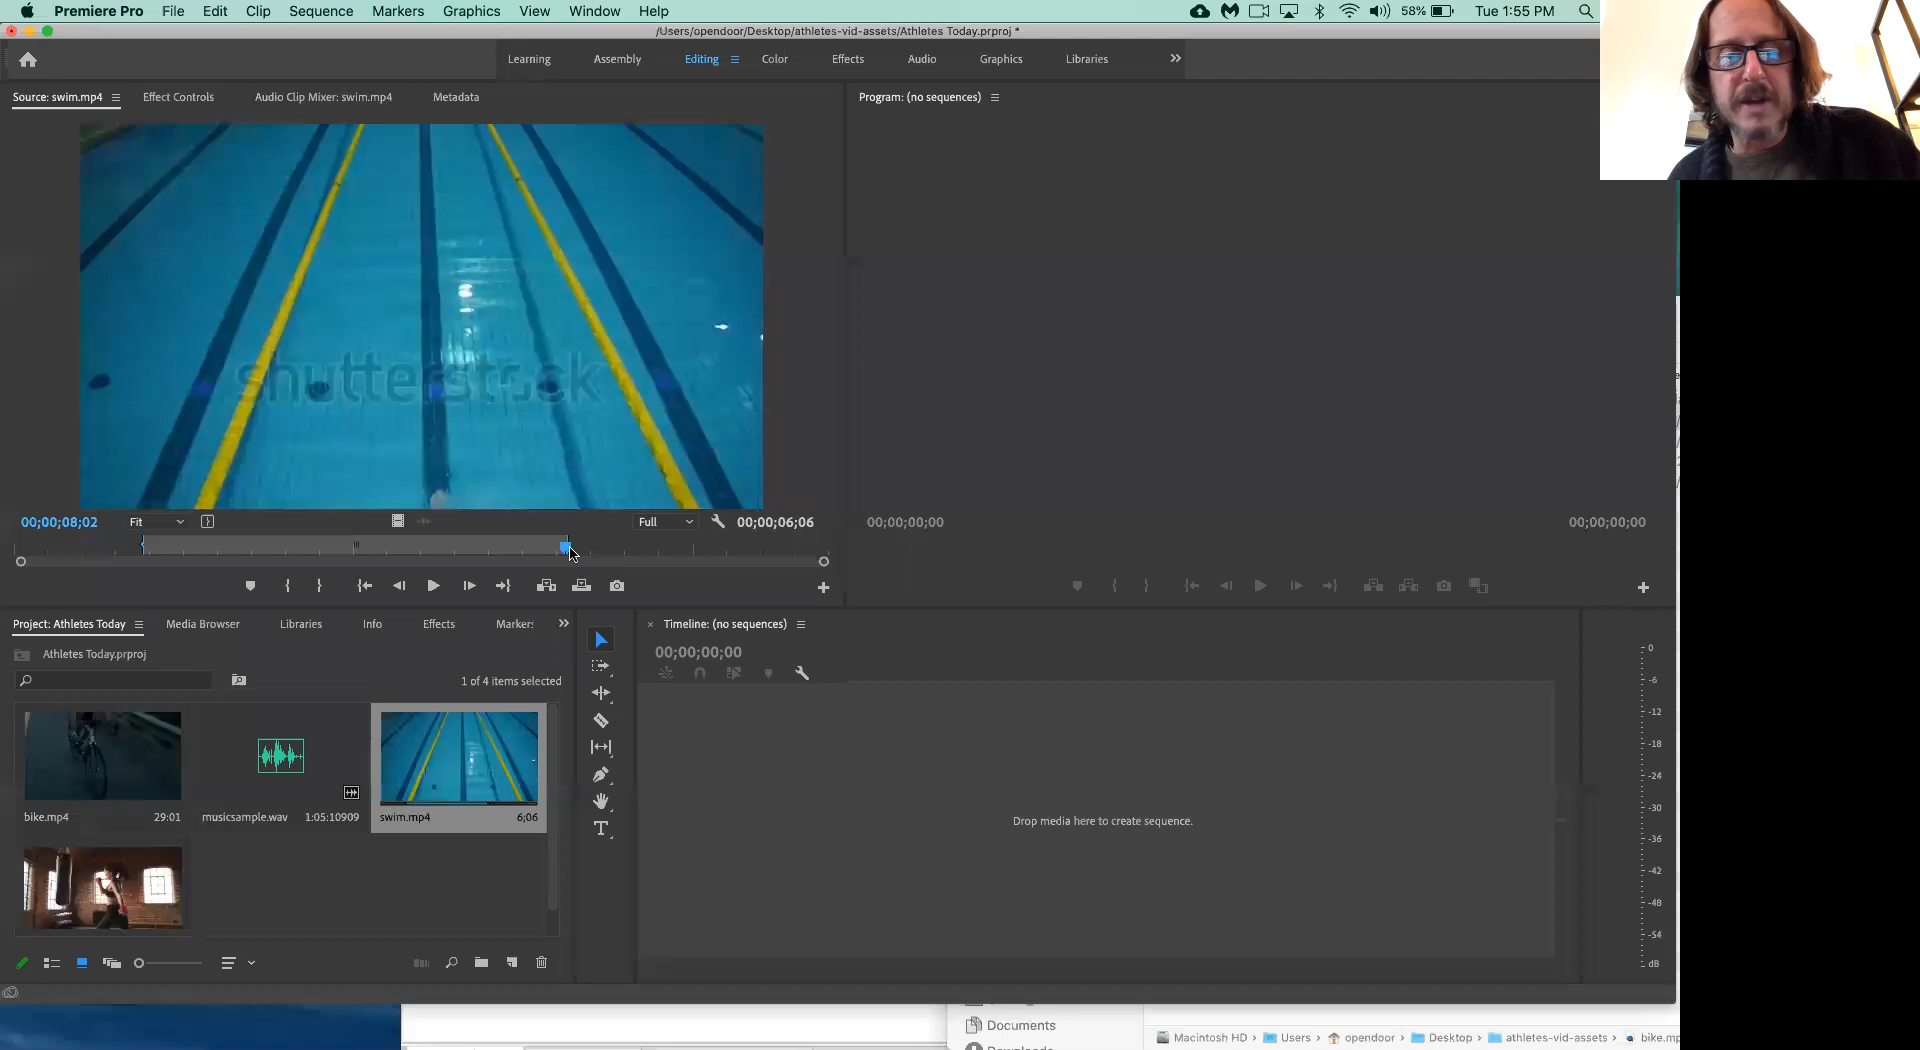 Premiere Pro File Edit Clip Sequence Markers Graphics View Window Help 58% Tue 1:55 PM
/Users/opendoor/Desktop/athletes-vid-assets/Athletes Today.prproj *
Learning Assembly Editing Color Effects Audio Graphics Libraries
Source: swim.mp4 Effect Controls Audio Clip Mixer: swim.mp4 Metadata
Program: (no sequences)
shutterstock
00;00;08;02 Fit Full 00;00;06;06
00;00;00;00 00;00;00;00
Project: Athletes Today Media Browser Libraries Info Effects Markers
Timeline: (no sequences)
Athletes Today.prproj
00;00;00;00
1 of 4 items selected
bike.mp4 29:01
musicsample.wav 1:05:10909
swim.mp4 6;06
Drop media here to create sequence.
0
-6
-12
-18
-24
-30
-36
-42
-48
-54
dB
Documents
Macintosh HD › Users › opendoor › Desktop › athletes-vid-assets › bike.mp